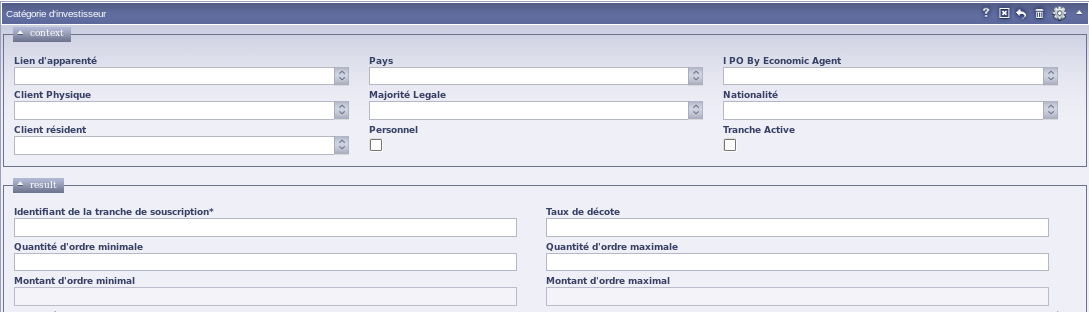 Catégorie d'investisseur ?
context
Lien d'apparenté Pays I PO By Economic Agent
Client Physique Majorité Legale Nationalité
Client résident Personnel Tranche Active
result
Identifiant de la tranche de souscription* Taux de décote
Quantité d'ordre minimale Quantité d'ordre maximale
Montant d'ordre minimal Montant d'ordre maximal